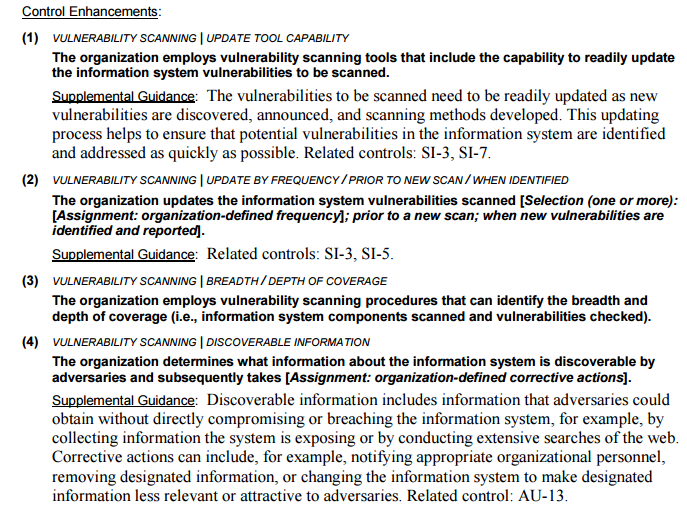 Control Enhancements:
(1) VULNERABILITY SCANNING | UPDATE TOOL CAPABILITY
The organization employs vulnerability scanning tools that include the capability to readily update
the information system vulnerabilities to be scanned.
Supplemental Guidance: The vulnerabilities to be scanned need to be readily updated as new
vulnerabilities are discovered, announced, and scanning methods developed. This updating
process helps to ensure that potential vulnerabilities in the information system are identified
and addressed as quickly as possible. Related controls: SI-3, SI-7.
(2) VULNERABILITY SCANNING | UPDATE BY FREQUENCY / PRIOR TO NEW SCAN / WHEN IDENTIFIED
The organization updates the information system vulnerabilities scanned [Selection (one or more):
[Assignment: organization-defined frequency]; prior to a new scan; when new vulnerabilities are
identified and reported].
Supplemental Guidance: Related controls: SI-3, SI-5.
(3) VULNERABILITY SCANNING | BREADTH / DEPTH OF COVERAGE
The organization employs vulnerability scanning procedures that can identify the breadth and
depth of coverage (i.e., information system components scanned and vulnerabilities checked).
(4) VULNERABILITY SCANNING | DISCOVERABLE INFORMATION
The organization determines what information about the information system is discoverable by
adversaries and subsequently takes [Assignment: organization-defined corrective actions].
Supplemental Guidance: Discoverable information includes information that adversaries could
obtain without directly compromising or breaching the information system, for example, by
collecting information the system is exposing or by conducting extensive searches of the web.
Corrective actions can include, for example, notifying appropriate organizational personnel,
removing designated information, or changing the information system to make designated
information less relevant or attractive to adversaries. Related control: AU-13.